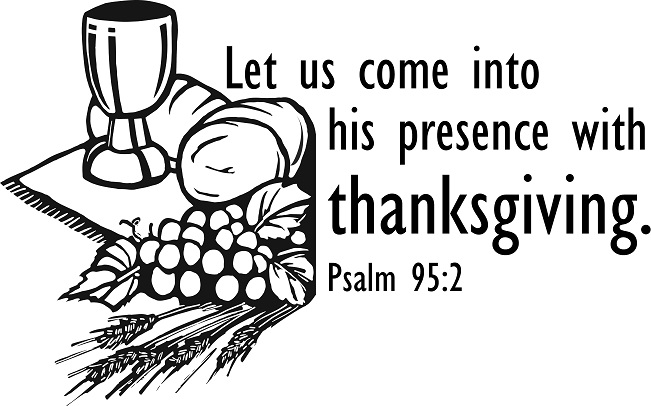 Let us come into
his presence with
thanksgiving.
Psalm 95:2